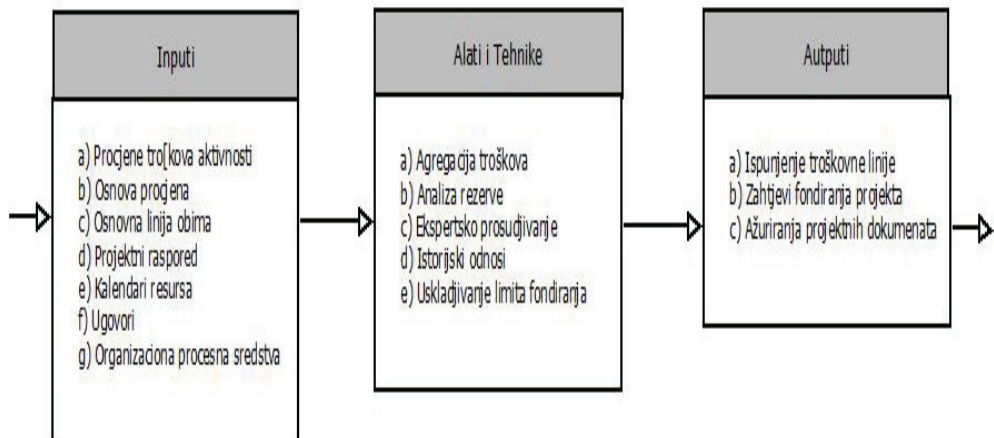 Inputi
a) Procjene tro[kova aktivnosti
b) Osnova procjena
c) Osnovna linija obima
d) Projektni raspored
e) Kalendari resursa
f) Ugovori
g) Organizaciona procesna sredstva
Alati i Tehnike
a) Agregacija troškova
b) Analiza rezerve
c) Ekspertsko prosudjivanje
d) Istorijski odnosi
e) Uskladjivanje limita fondiranja
Autputi
a) Ispunjenje troškovne linije
b) Zahtjevi fondiranja projekta
c) Ažuriranja projektnih dokumenata